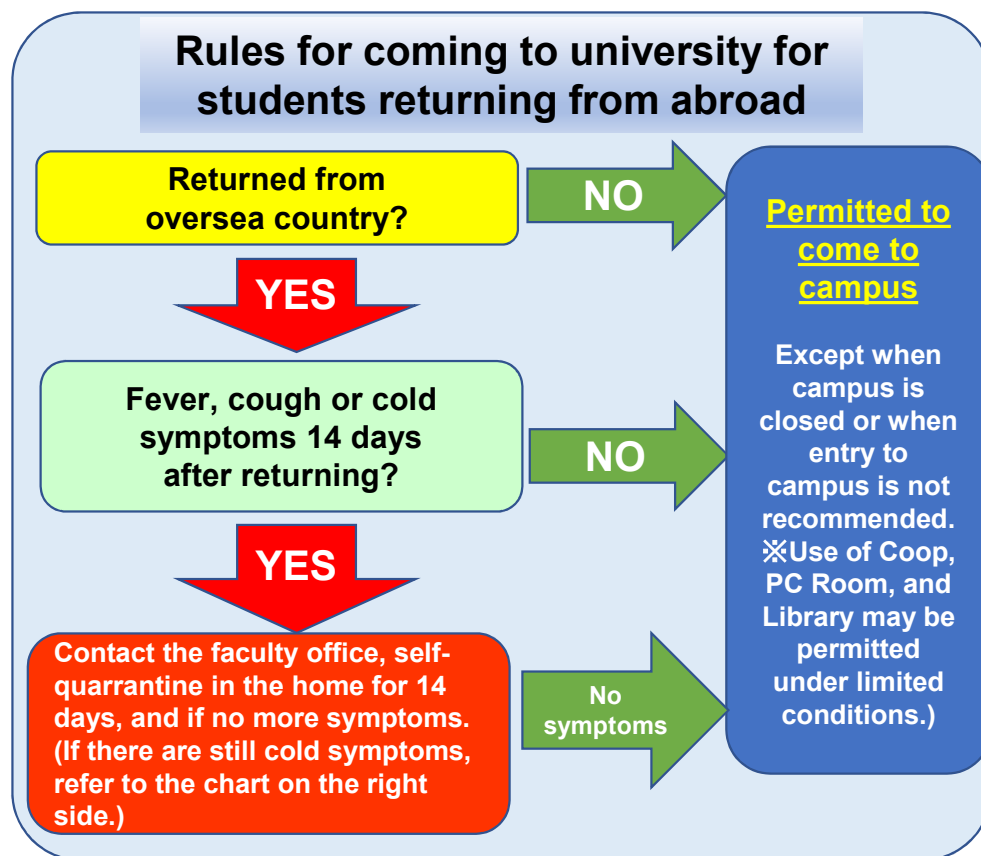 Rules for coming to university for
students returning from abroad
Returned from
oversea country?
NO
YES
Fever, cough or cold
symptoms 14 days
after returning?
NO
YES
Contact the faculty office, self-
quarrantine in the home for 14
days, and if no more symptoms.
(If there are still cold symptoms,
refer to the chart on the right
side.)
No
symptoms
Permitted to
come to
campus
Except when
campus is
closed or when
entry to
campus is not
recommended.
※Use of Coop,
PC Room, and
Library may be
permitted
under limited
conditions.)